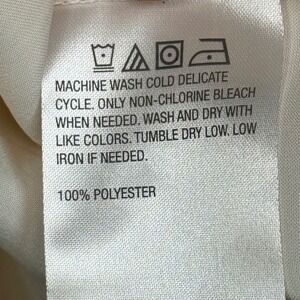 MACHINE WASH COLD DELICATE
CYCLE. ONLY NON-CHLORINE BLEACH
WHEN NEEDED. WASH AND DRY WITH
LIKE COLORS. TUMBLE DRY LOW. LOW
IRON IF NEEDED.
100% POLYESTER